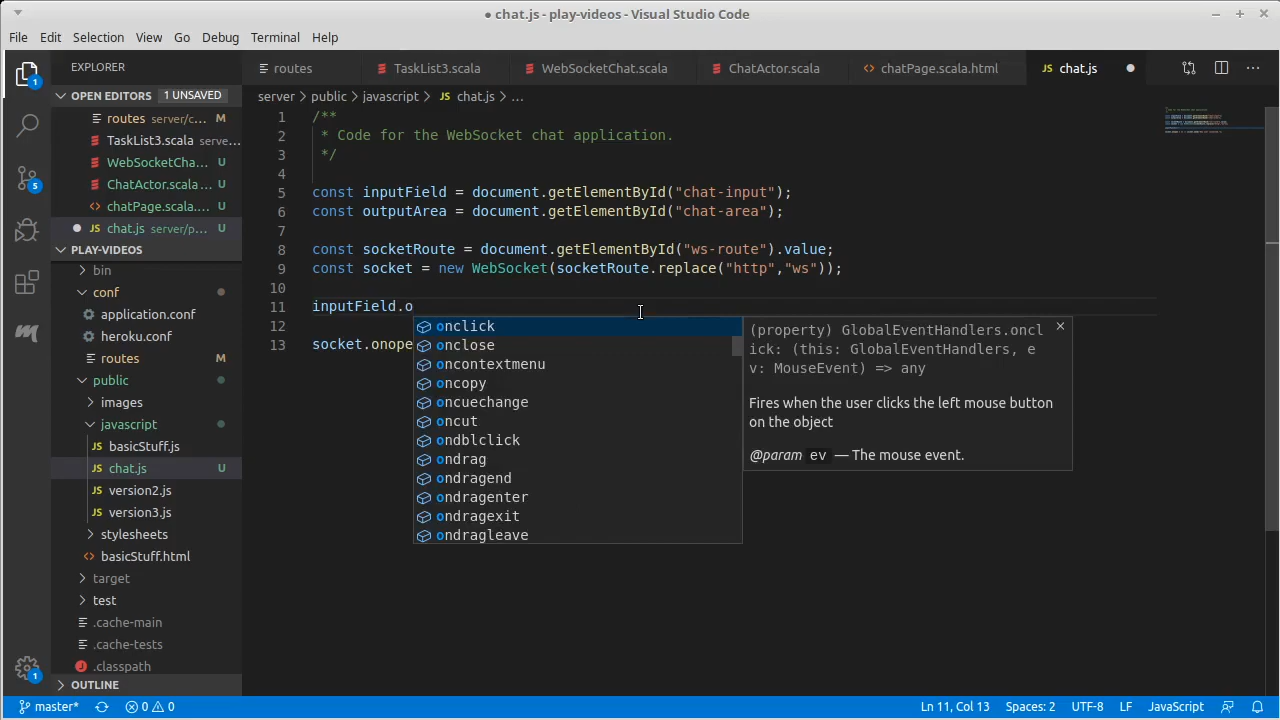 ● chat.js - play-videos - Visual Studio Code
File Edit Selection View Go Debug Terminal Help
EXPLORER
OPEN EDITORS 1 UNSAVED
routes server/c... M
TaskList3.scala serve...
WebSocketCha... U
ChatActor.scala ... U
chatPage.scala.... U
chat.js server/p... U
PLAY-VIDEOS
bin
conf
application.conf
heroku.conf
routes M
public
images
javascript
basicStuff.js
chat.js U
version2.js
version3.js
stylesheets
basicStuff.html
target
test
.cache-main
.cache-tests
.classpath
OUTLINE
1
5
1
routes TaskList3.scala WebSocketChat.scala ChatActor.scala chatPage.scala.html chat.js
server > public > javascript > JS chat.js > ...
1 /**
2 * Code for the WebSocket chat application.
3 */
4
5 const inputField = document.getElementById("chat-input");
6 const outputArea = document.getElementById("chat-area");
7
8 const socketRoute = document.getElementById("ws-route").value;
9 const socket = new WebSocket(socketRoute.replace("http","ws"));
10
11 inputField.o
12
13 socket.onope
onclick
onclose
oncontextmenu
oncopy
oncuechange
oncut
ondblclick
ondrag
ondragend
ondragenter
ondragexit
ondragleave
(property) GlobalEventHandlers.oncl
ick: (this: GlobalEventHandlers, e
v: MouseEvent) => any
Fires when the user clicks the left mouse button
on the object
@param ev — The mouse event.
master* 0 0 Ln 11, Col 13 Spaces: 2 UTF-8 LF JavaScript